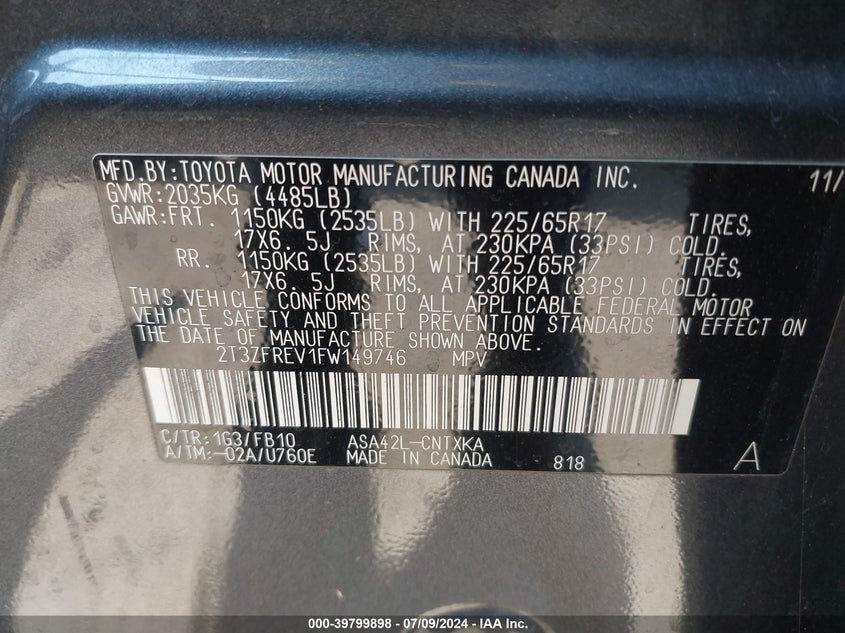 MFD.BY:TOYOTA MOTOR MANUFACTURING CANADA INC. 11/
GVWR:2035KG (4485LB)
GAWR:FRT. 1150KG (2535LB) WITH 225/65R17 TIRES,
17X6. 5J RIMS, AT 230KPA (33PSI) COLD.
RR. 1150KG (2535LB) WITH 225/65R17 TIRES,
17X6. 5J RIMS, AT 230KPA (33PSI) COLD.
THIS VEHICLE CONFORMS TO ALL APPLICABLE FEDERAL MOTOR
VEHICLE SAFETY AND THEFT PREVENTION STANDARDS IN EFFECT ON
THE DATE OF MANUFACTURE SHOWN ABOVE.
2T3ZFREV1FW149746 MPV
C/TR:1G3/FB10 ASA42L-CNTXKA
A/TM:-02A/U760E MADE IN CANADA 818 A
000-39799898 - 07/09/2024 - IAA Inc.